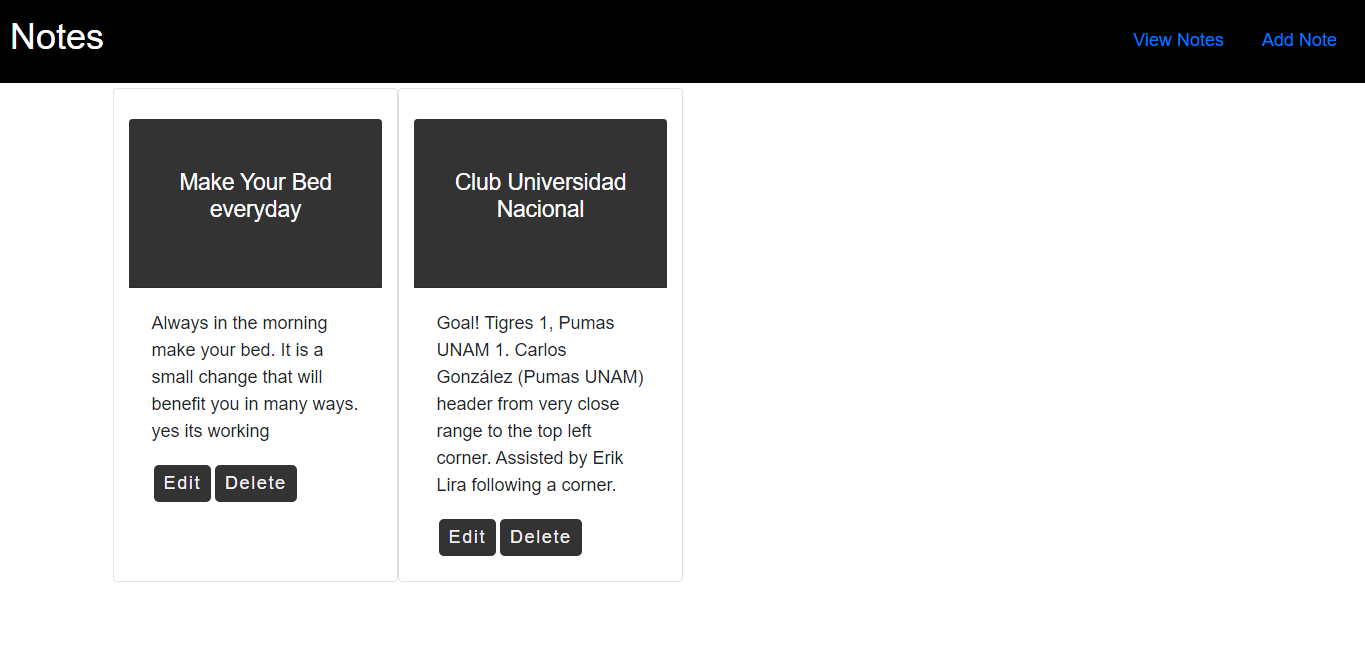 Notes
View Notes
Add Note
Make Your Bed
everyday
Always in the morning
make your bed. It is a
small change that will
benefit you in many ways.
yes its working
Edit
Delete
Club Universidad
Nacional
Goal! Tigres 1, Pumas
UNAM 1. Carlos
González (Pumas UNAM)
header from very close
range to the top left
corner. Assisted by Erik
Lira following a corner.
Edit
Delete